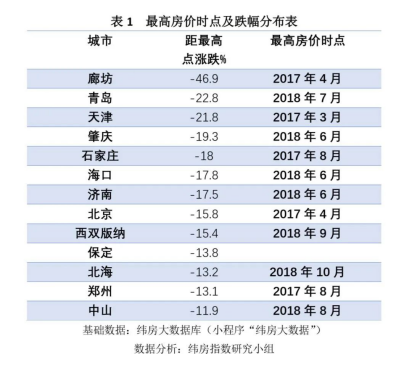 表 1 最高房价时点及跌幅分布表
城市 距最高点涨跌% 最高房价时点
廊坊 -46.9 2017 年 4 月
青岛 -22.8 2018 年 7 月
天津 -21.8 2017 年 3 月
肇庆 -19.3 2018 年 6 月
石家庄 -18 2017 年 8 月
海口 -17.8 2018 年 6 月
济南 -17.5 2018 年 6 月
北京 -15.8 2017 年 4 月
西双版纳 -15.4 2018 年 9 月
保定 -13.8
北海 -13.2 2018 年 10 月
郑州 -13.1 2017 年 8 月
中山 -11.9 2018 年 8 月
基础数据：纬房大数据库（小程序“纬房大数据”）
数据分析：纬房指数研究小组